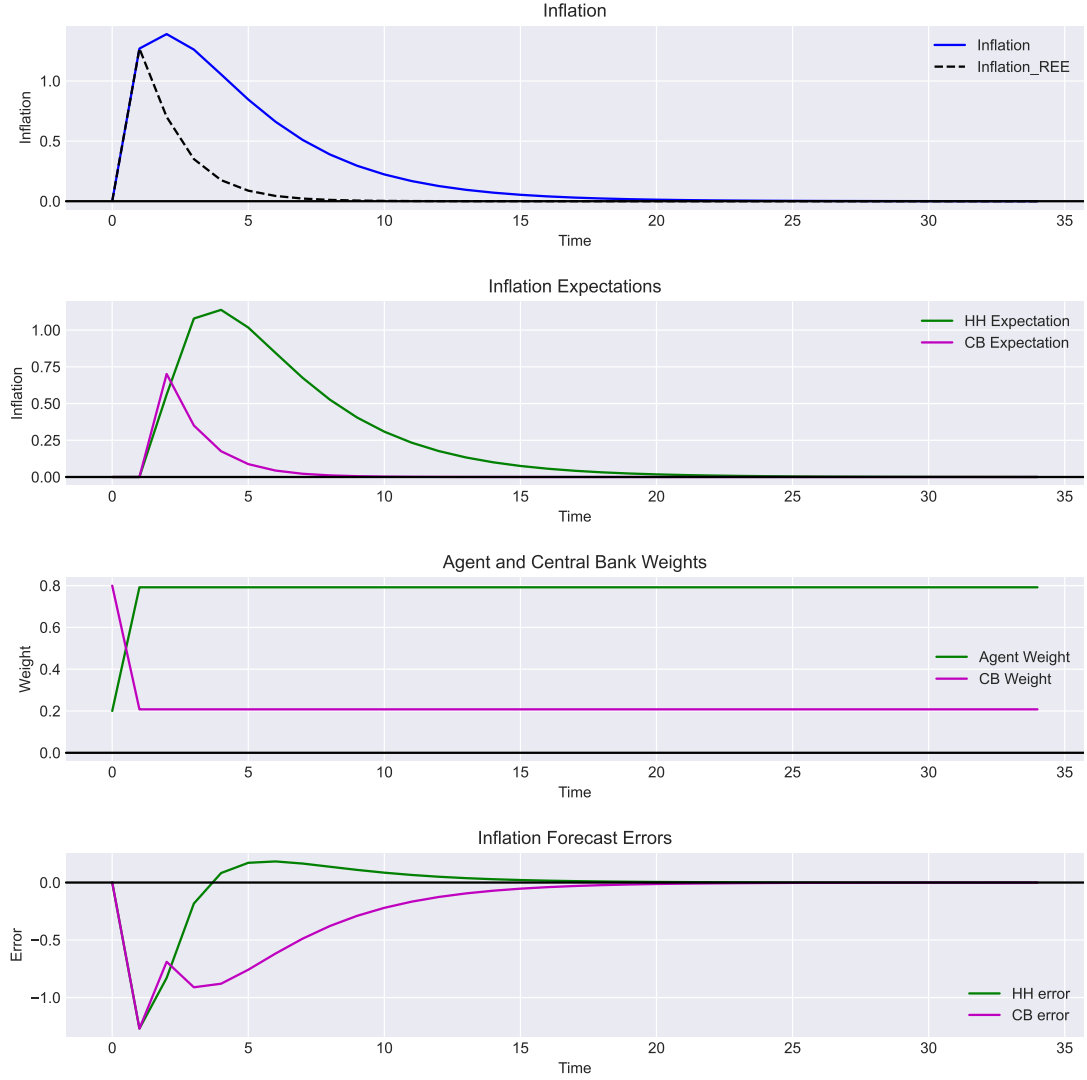 Inflation
Inflation
Inflation_REE
1.0
0.5
0.0
Inflation
0 5 10 15 20 25 30 35
Time
Inflation Expectations
HH Expectation
CB Expectation
1.00
0.75
0.50
0.25
0.00
Inflation
0 5 10 15 20 25 30 35
Time
Agent and Central Bank Weights
0.8
0.6
0.4
0.2
0.0
Weight
Agent Weight
CB Weight
0 5 10 15 20 25 30 35
Time
Inflation Forecast Errors
0.0
−0.5
−1.0
Error
HH error
CB error
0 5 10 15 20 25 30 35
Time